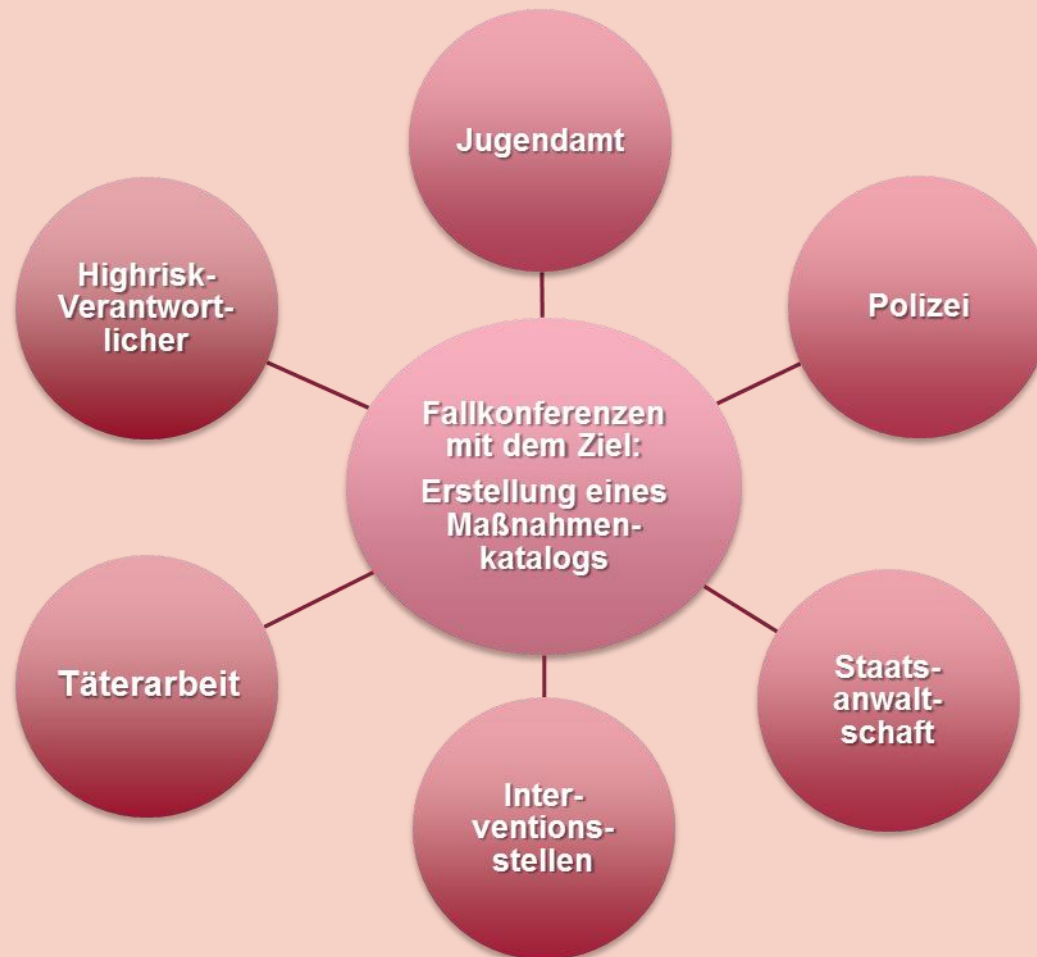 Jugendamt
Polizei
Staats-
anwalt-
schaft
Inter-
ventions-
stellen
Täterarbeit
Highrisk-
Verantwort-
licher
Fallkonferenzen
mit dem Ziel:
Erstellung eines
Maßnahmen-
katalogs